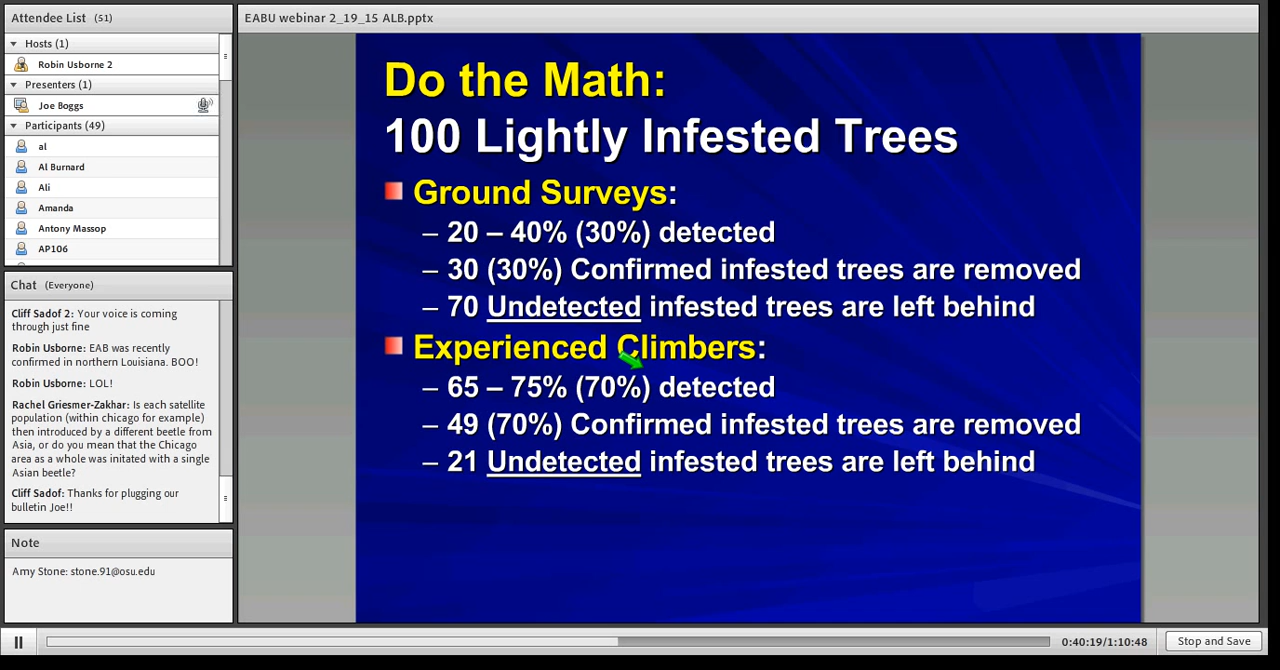 Attendee List (51)
Hosts (1)
Robin Usborne 2
Presenters (1)
Joe Boggs
Participants (49)
al
Al Burnard
Ali
Amanda
Antony Massop
AP106
Chat (Everyone)
Cliff Sadof 2: Your voice is coming
through just fine
Robin Usborne: EAB was recently
confirmed in northern Louisiana. BOO!
Robin Usborne: LOL!
Rachel Griesmer-Zakhar: Is each satellite
population (within chicago for example)
then introduced by a different beetle from
Asia, or do you mean that the Chicago
area as a whole was initated with a single
Asian beetle?
Cliff Sadof: Thanks for plugging our
bulletin Joe!!
Note
Amy Stone: stone.91@osu.edu
EABU webinar 2_19_15 ALB.pptx
Do the Math:
100 Lightly Infested Trees
Ground Surveys:
– 20 – 40% (30%) detected
– 30 (30%) Confirmed infested trees are removed
– 70 Undetected infested trees are left behind
Experienced Climbers:
– 65 – 75% (70%) detected
– 49 (70%) Confirmed infested trees are removed
– 21 Undetected infested trees are left behind
0:40:19/1:10:48
Stop and Save